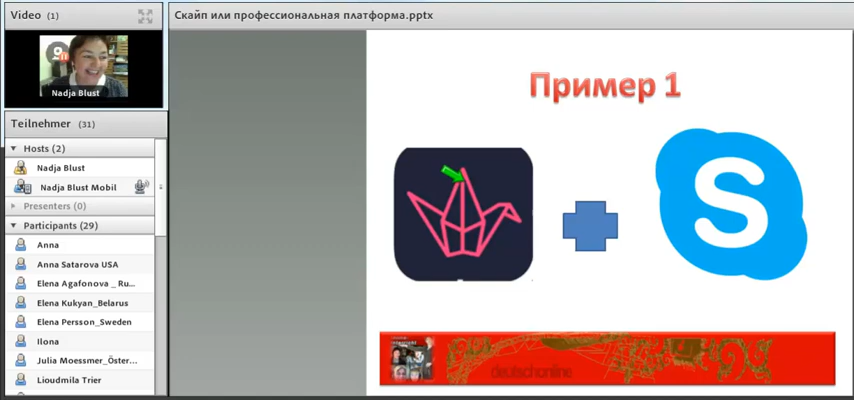 Video (1)
Nadja Blust
Teilnehmer (31)
Hosts (2)
Nadja Blust
Nadja Blust Mobil
Presenters (0)
Participants (29)
Anna
Anna Satarova USA
Elena Agafonova _ Ru...
Elena Kukyan_Belarus
Elena Persson_Sweden
Ilona
Julia Moessmer_Öster...
Lioudmila Trier
Скайп или профессиональная платформа.pptx
Пример 1
S
deutschonline